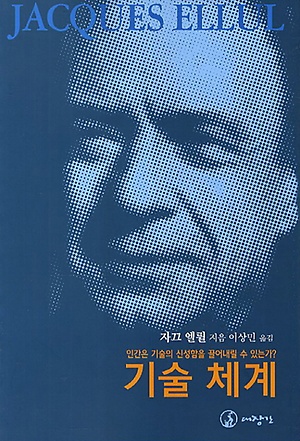 JACQUES ELLUL
자끄 엘륄 지음 이상민 옮김
인간은 기술의 신성함을 끌어내릴 수 있는가?
기술 체계
대장간